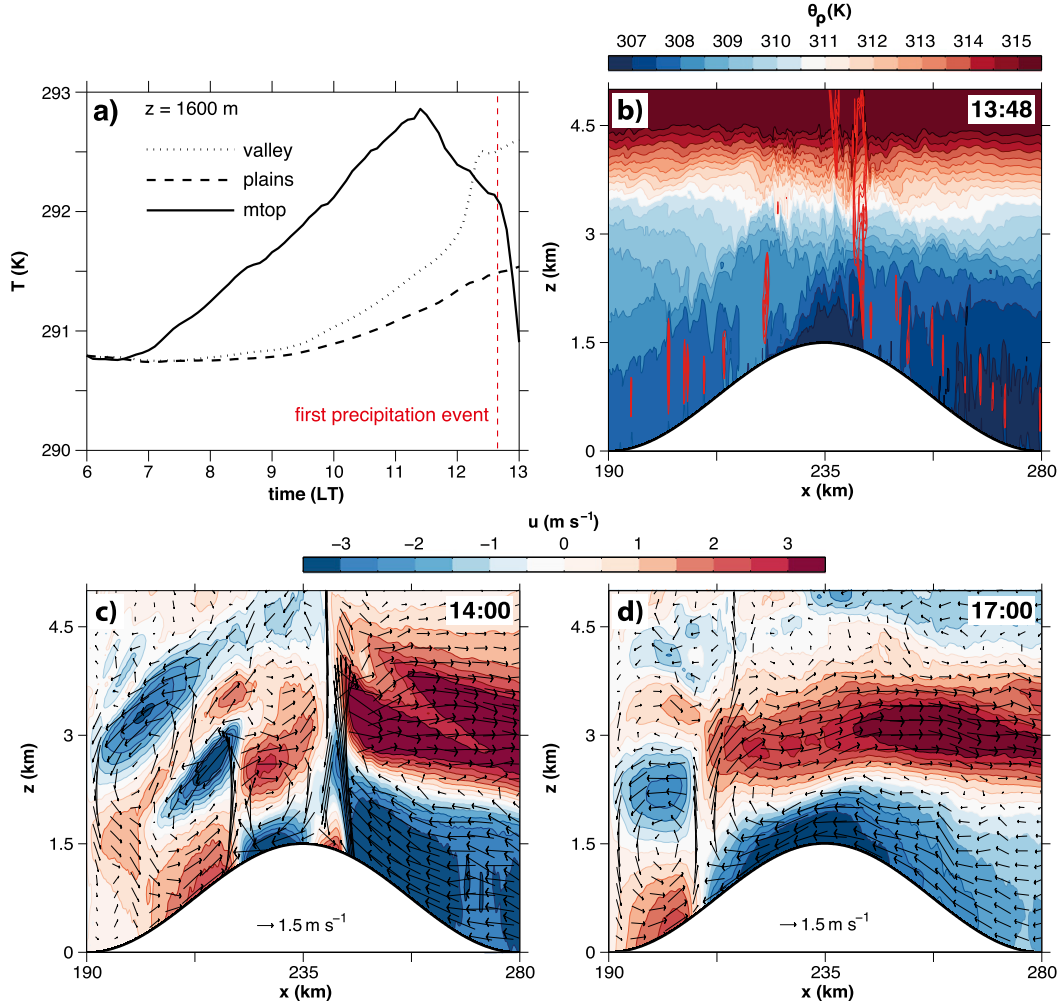 θρ(K)
307 308 309 310 311 312 313 314 315
a) z = 1600 m
valley
plains
mtop
first precipitation event
293
292
291
290
T (K)
6 7 8 9 10 11 12 13
time (LT)
b) 13:48
4.5
3
1.5
0
z (km)
190 235 280
x (km)
u (m s⁻¹)
−3 −2 −1 0 1 2 3
c) 14:00
4.5
3
1.5
0
z (km)
→ 1.5 m s⁻¹
190 235 280
x (km)
d) 17:00
4.5
3
1.5
0
z (km)
→ 1.5 m s⁻¹
190 235 280
x (km)